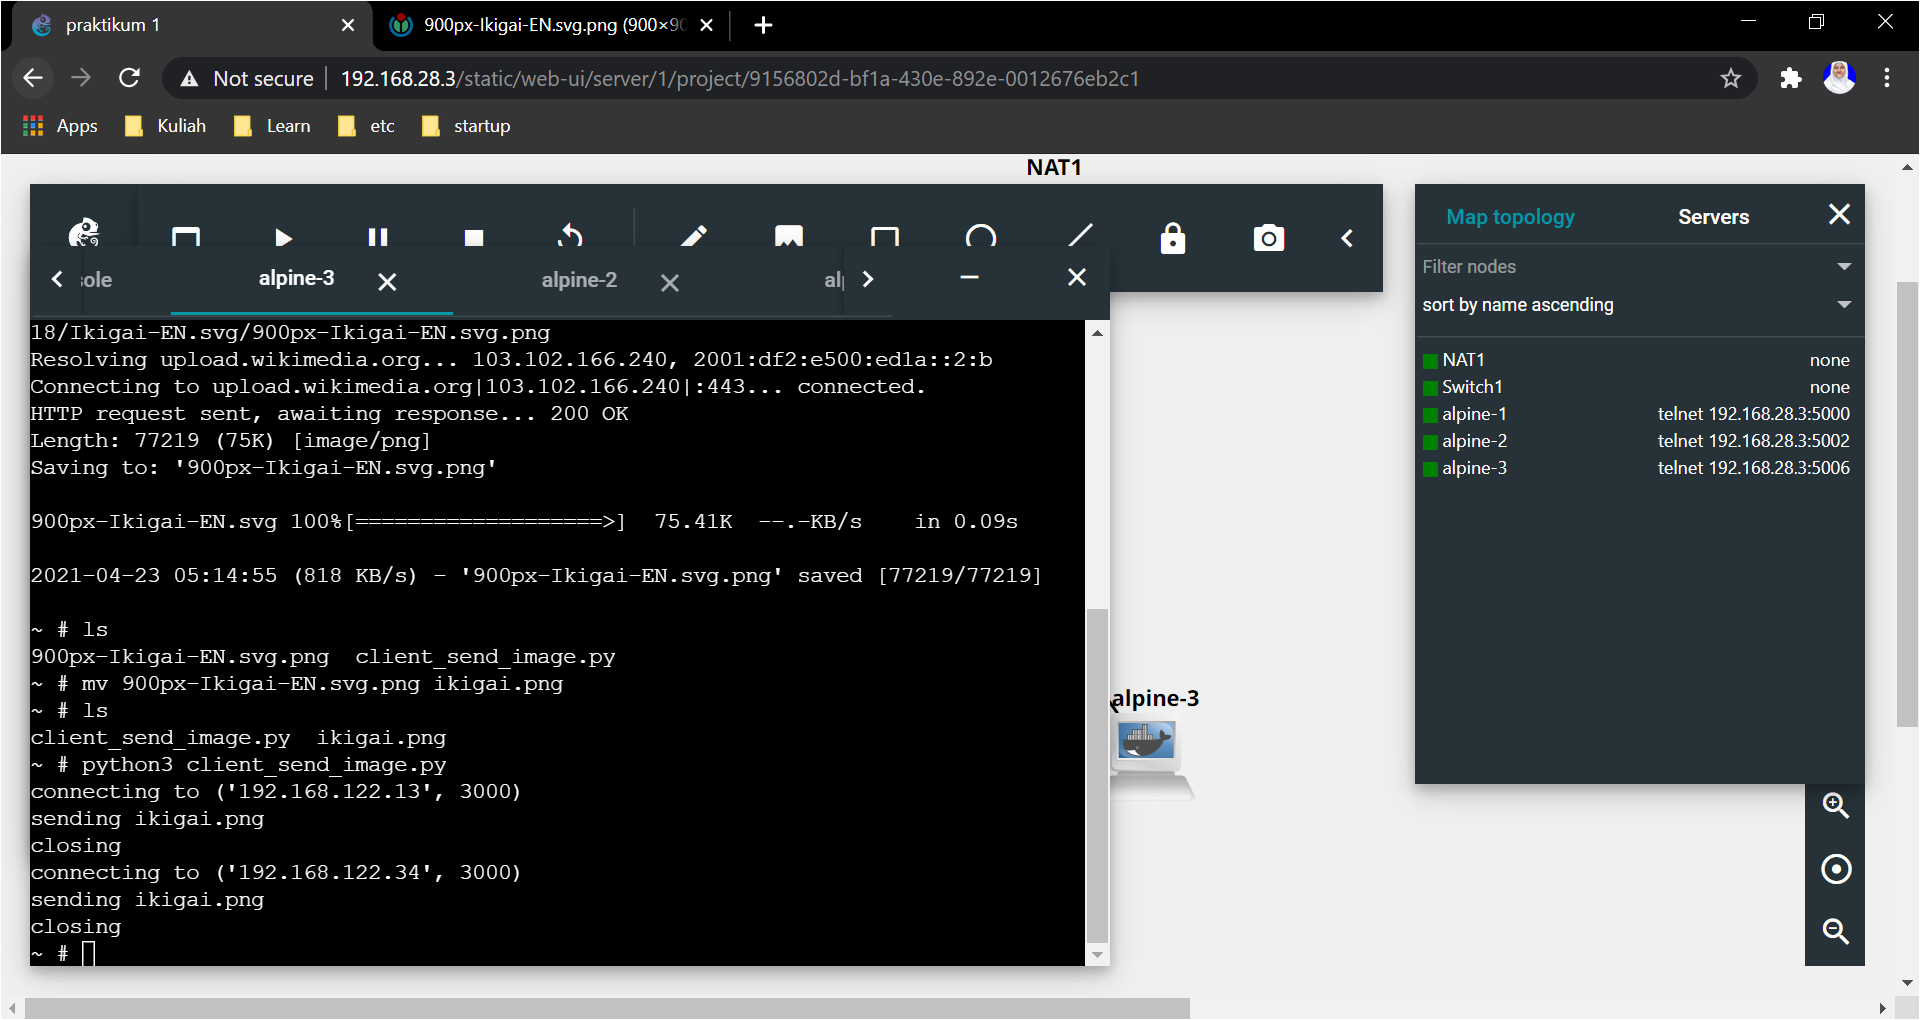 praktikum 1
900px-Ikigai-EN.svg.png (900×90
Not secure
192.168.28.3/static/web-ui/server/1/project/9156802d-bf1a-430e-892e-0012676eb2c1
Apps
Kuliah
Learn
etc
startup
NAT1
sole
alpine-3
alpine-2
alp
18/Ikigai-EN.svg/900px-Ikigai-EN.svg.png
Resolving upload.wikimedia.org... 103.102.166.240, 2001:df2:e500:ed1a::2:b
Connecting to upload.wikimedia.org|103.102.166.240|:443... connected.
HTTP request sent, awaiting response... 200 OK
Length: 77219 (75K) [image/png]
Saving to: '900px-Ikigai-EN.svg.png'
900px-Ikigai-EN.svg 100%[===================>]  75.41K  --.-KB/s    in 0.09s
2021-04-23 05:14:55 (818 KB/s) - '900px-Ikigai-EN.svg.png' saved [77219/77219]
~ # ls
900px-Ikigai-EN.svg.png  client_send_image.py
~ # mv 900px-Ikigai-EN.svg.png ikigai.png
~ # ls
client_send_image.py  ikigai.png
~ # python3 client_send_image.py
connecting to ('192.168.122.13', 3000)
sending ikigai.png
closing
connecting to ('192.168.122.34', 3000)
sending ikigai.png
closing
~ #
alpine-3
Map topology
Servers
Filter nodes
sort by name ascending
NAT1 none
Switch1 none
alpine-1 telnet 192.168.28.3:5000
alpine-2 telnet 192.168.28.3:5002
alpine-3 telnet 192.168.28.3:5006